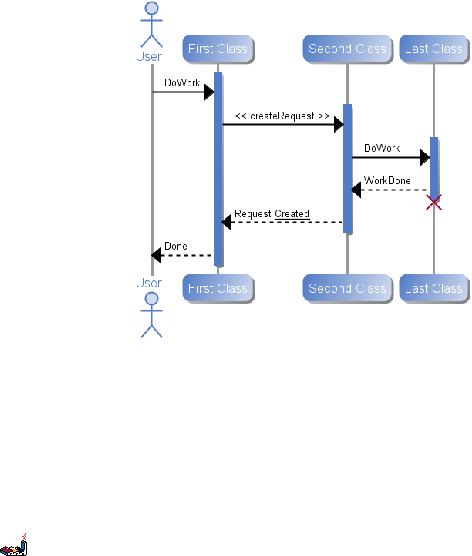 User
First Class
Second Class
Last Class
DoWork
<< createRequest >>
DoWork
WorkDone
Request Created
Done
User
First Class
Second Class
Last Class